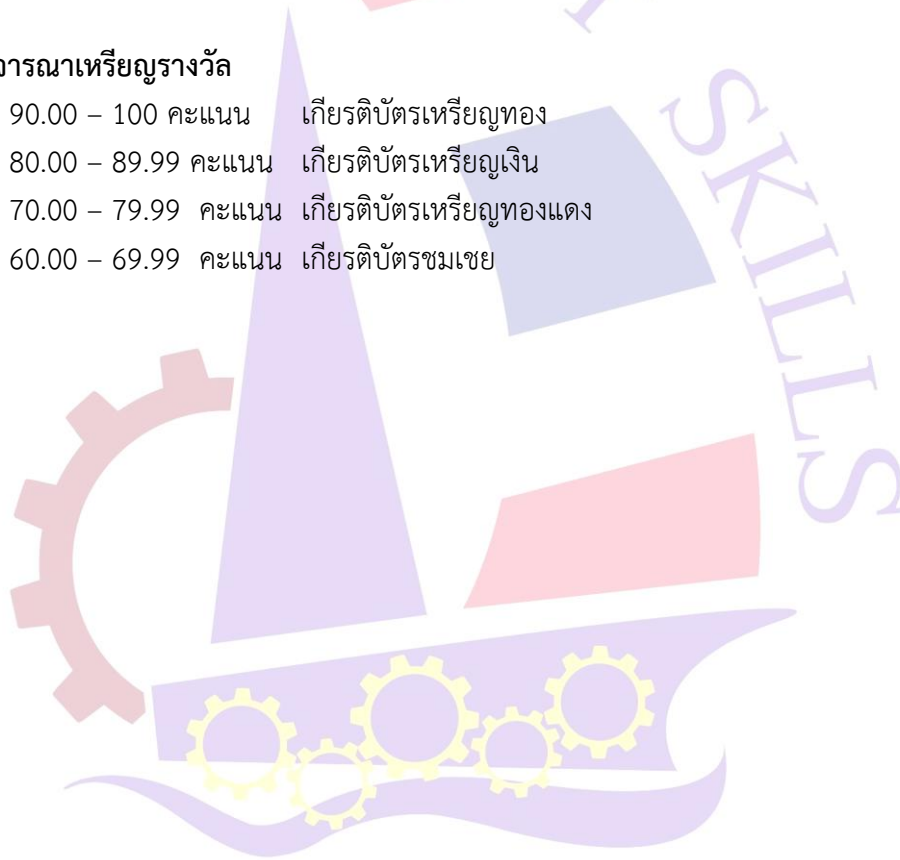 จารณาเหรียญรางวัล
90.00 – 100 คะแนน เกียรติบัตรเหรียญทอง
80.00 – 89.99 คะแนน เกียรติบัตรเหรียญเงิน
70.00 – 79.99 คะแนน เกียรติบัตรเหรียญทองแดง
60.00 – 69.99 คะแนน เกียรติบัตรชมเชย
SKILLS